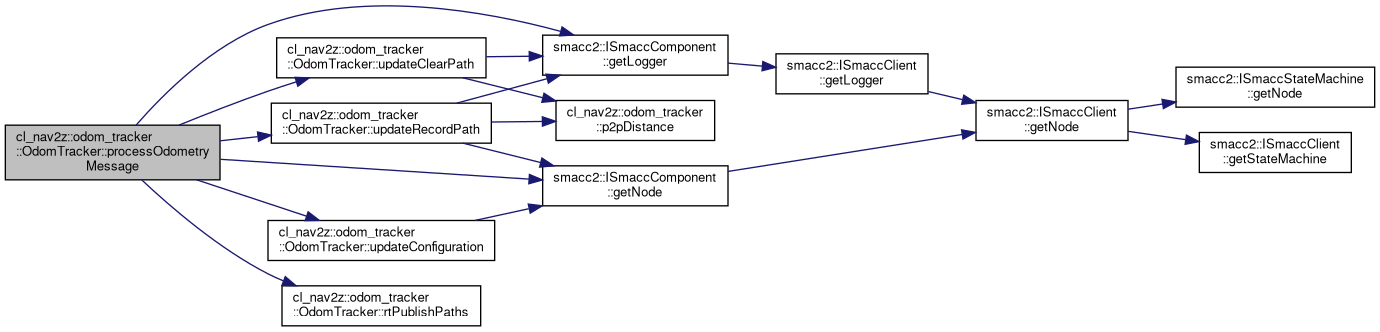 cl_nav2z::odom_tracker
::OdomTracker::processOdometry
Message
cl_nav2z::odom_tracker
::OdomTracker::updateClearPath
cl_nav2z::odom_tracker
::OdomTracker::updateRecordPath
cl_nav2z::odom_tracker
::OdomTracker::updateConfiguration
cl_nav2z::odom_tracker
::OdomTracker::rtPublishPaths
smacc2::ISmaccComponent
::getLogger
cl_nav2z::odom_tracker
::p2pDistance
smacc2::ISmaccComponent
::getNode
smacc2::ISmaccClient
::getLogger
smacc2::ISmaccClient
::getNode
smacc2::ISmaccStateMachine
::getNode
smacc2::ISmaccClient
::getStateMachine